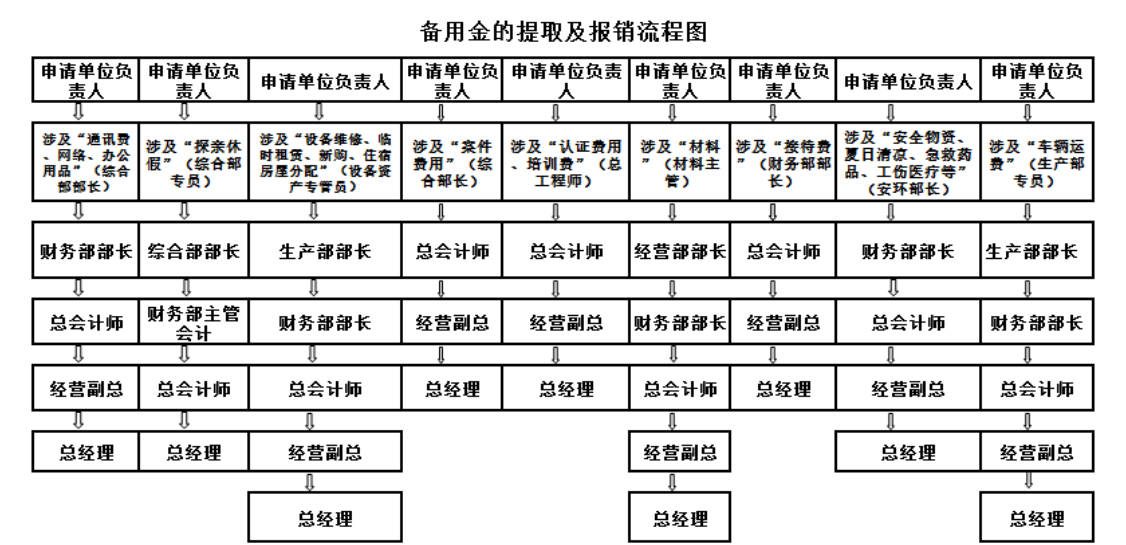 备用金的提取及报销流程图
申请单位负
责人
申请单位负
责人
申请单位负责人
申请单位负
责人
申请单位负责
人
申请单位负
责人
申请单位负
责人
申请单位负责人
申请单位负
责人
涉及“通讯费
、网络、办公
用品”（综合
部部长）
涉及“探亲休
假”（综合部
专员）
涉及“设备维修、临
时租赁、新购、住宿
房屋分配”（设备资
产专管员）
涉及“案件
费用”（综
合部长）
涉及“认证费用
、培训费”（总
工程师）
涉及“材料
”（材料主
管）
涉及“接待费
”（财务部部
长）
涉及“安全物资、
夏日清凉、急救药
品、工伤医疗等”
（安环部长）
涉及“车辆运
费”（生产部
专员）
财务部部长
综合部部长
生产部部长
总会计师
总会计师
经营部部长
总会计师
财务部部长
生产部部长
总会计师
财务部主管
会计
财务部部长
经营副总
经营副总
财务部部长
经营副总
总会计师
财务部部长
经营副总
总会计师
总会计师
总经理
总经理
总会计师
总经理
经营副总
总会计师
总经理
总经理
经营副总
经营副总
总经理
经营副总
总经理
总经理
总经理